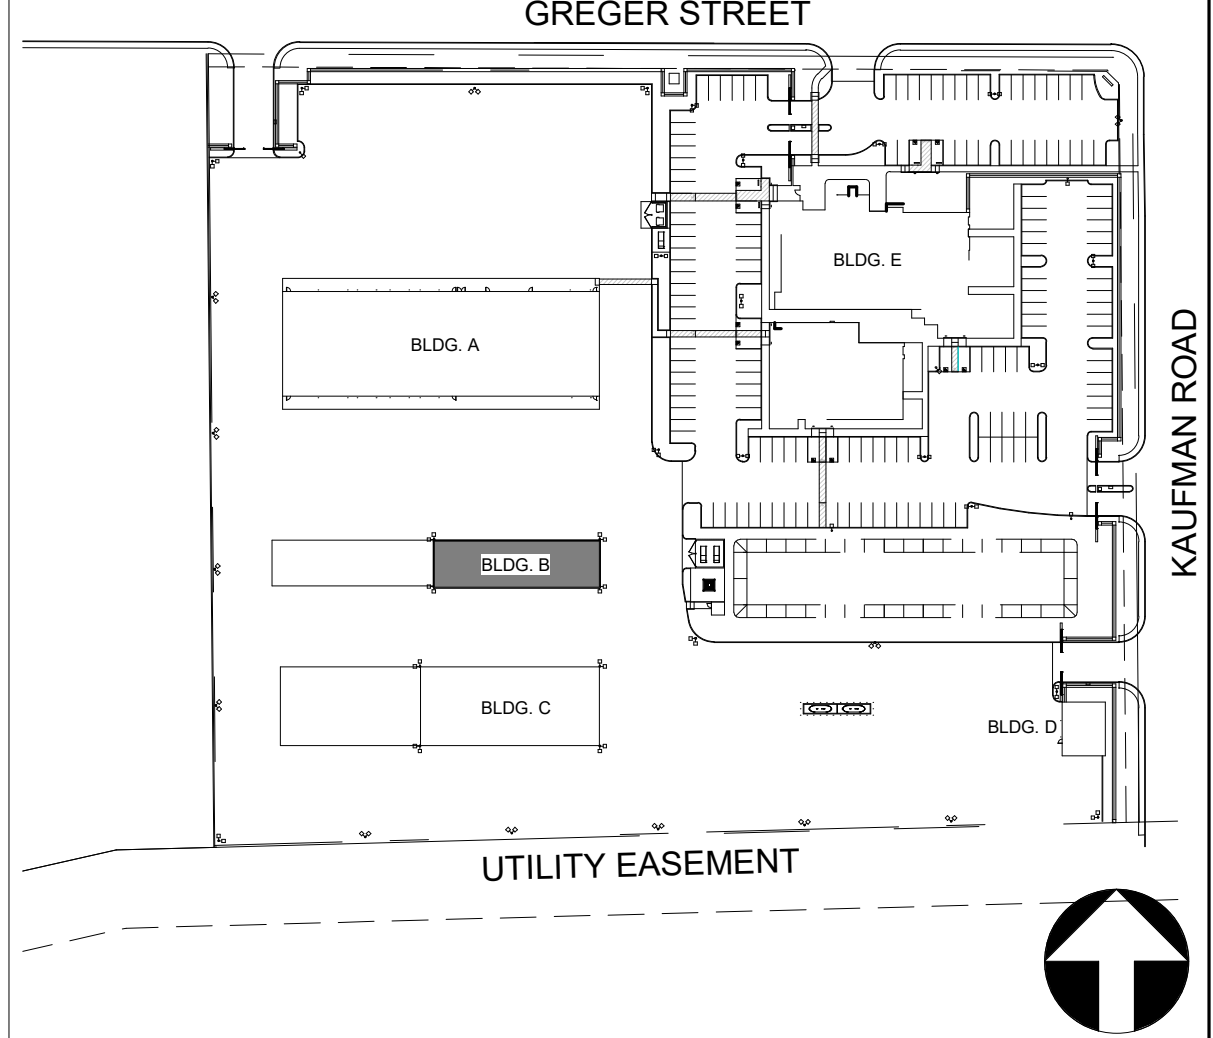 GREGER STREET
BLDG. E
BLDG. A
KAUFMAN ROAD
BLDG. B
BLDG. C
BLDG. D
UTILITY EASEMENT